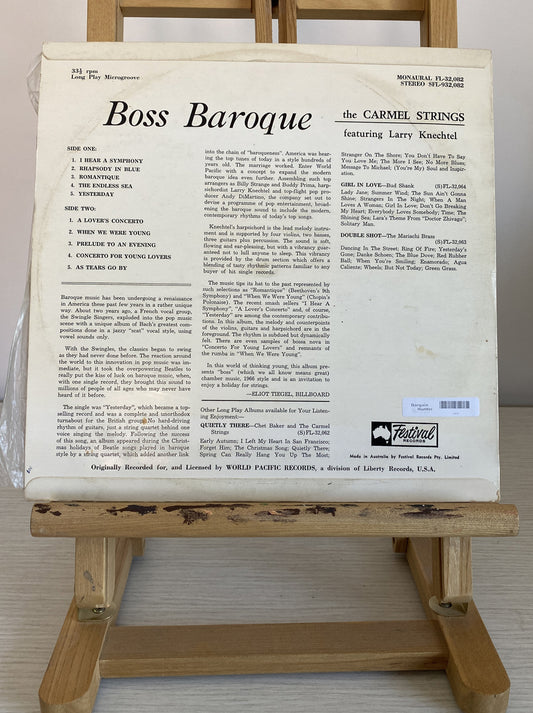 33⅓ rpm
Long Play Microgroove
MONAURAL FL-32,082
STEREO SFL-932,082
Boss Baroque
the CARMEL STRINGS
featuring Larry Knechtel
SIDE ONE:
1. I HEAR A SYMPHONY
2. RHAPSODY IN BLUE
3. ROMANTIQUE
4. THE ENDLESS SEA
5. YESTERDAY
SIDE TWO:
1. A LOVER'S CONCERTO
2. WHEN WE WERE YOUNG
3. PRELUDE TO AN EVENING
4. CONCERTO FOR YOUNG LOVERS
5. AS TEARS GO BY
Baroque music has been undergoing a renaissance
in America these past few years in a rather unique
way. About two years ago, a French vocal group,
the Swingle Singers, exploded into the pop music
scene with a unique album of Bach's greatest com-
positions done in a jazzy "scat" vocal style, using
vowel sounds only.
With the Swingles, the classics began to swing
as they had never done before. The reaction around
the world to this innovation in pop music was im-
mediate, but it took the overpowering Beatles to
really put the kiss of luck on baroque music, when,
with one single record, they brought this sound to
millions of people of all ages who may never have
heard of it before.
The single was "Yesterday", which became a top-
selling record and was a complete and unorthodox
turnabout for the British group. No hard-driving
rhythm of guitars, just a string quartet behind one
voice singing the melody. Following the success
of this song, an album appeared during the Christ-
mas holidays of Beatle songs played in baroque
style by a string quartet, which added another link
into the chain of "baroqueness". America was hear-
ing the top tunes of today in a style hundreds of
years old. The marriage worked. Enter World
Pacific with a concept to expand the modern
baroque idea even further. Assembling such top
arrangers as Billy Strange and Buddy Prima, harp-
sichordist Larry Knechtel and top-flight pop pro-
ducer Andy DiMartino, the company set out to
devise a programme of pop entertainment, broad-
ening the baroque sound to include the modern,
contemporary rhythms of today's top songs.
Knechtel's harpsichord is the lead melody instru-
ment and is supported by four violins, two basses,
three guitars plus percussion. The sound is soft,
flowing and ear-pleasing, but with a vibrancy guar-
anteed not to lull anyone to sleep. This vibrancy
is provided by the drum section which offers a
blending of tasty rhythmic patterns familiar to any
buyer of hit single records.
The music tips its hat to the past represented by
such selections as "Romantique" (Beethoven's 9th
Symphony) and "When We Were Young" (Chopin's
Polonaise). The recent smash sellers "I Hear A
Symphony", "A Lover's Concerto" and, of course,
"Yesterday" are among the contemporary contribu-
tions. In this album, the melody and counterpoints
of the violins, guitars and harpsichord are in the
foreground. The rhythm is subdued but dynamically
felt. There are even samples of bossa nova in
"Concerto For Young Lovers" and remnants of
the rumba in "When We Were Young".
In this world of thinking young, this album pres-
ents "boss" (which we all know means great)
chamber music, 1966 style and is an invitation to
enjoy a holiday for strings.
—ELIOT TIEGEL, BILLBOARD
Other Long Play Albums available for Your Listen-
ing Enjoyment:—
QUIETLY THERE—Chet Baker and The Carmel
Strings (S)FL-32,062
Early Autumn; I Left My Heart In San Francisco;
Forget Him; The Christmas Song; Quietly There;
Spring Can Really Hang You Up The Most;
Stranger On The Shore; You Don't Have To Say
You Love Me; The More I See; No More Blues;
Message To Michael; (You're My) Soul and Inspir-
ation.
GIRL IN LOVE—Bud Shank (S)FL-32,064
Lady Jane; Summer Wind; The Sun Ain't Gonna
Shine; Strangers In The Night; When A Man
Loves A Woman; Girl In Love; Don't Go Breaking
My Heart; Everybody Loves Somebody; Time; The
Shining Sea; Lara's Theme From "Doctor Zhivago";
Solitary Man.
DOUBLE SHOT—The Mariachi Brass
(S)FL-32,063
Dancing In The Street; Ring Of Fire; Yesterday's
Gone; Danke Schoen; The Blue Dove; Red Rubber
Ball; When You're Smiling; Enamorado; Agua
Caliente; Wheels; But Not Today; Green Grass.
Bargain
Hunter
Festival
RECORDS
Made in Australia by Festival Records Pty. Limited
Originally Recorded for, and Licensed by WORLD PACIFIC RECORDS, a division of Liberty Records, U.S.A.